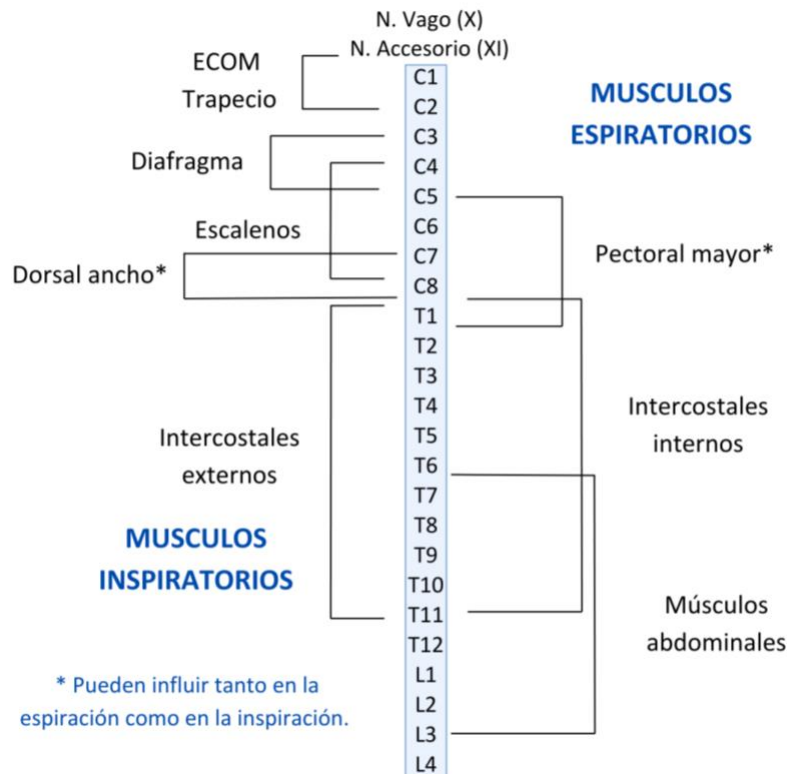 N. Vago (X)
N. Accesorio (XI)
ECOM
Trapecio
Diafragma
Escalenos
Dorsal ancho*
Intercostales
externos
MUSCULOS
INSPIRATORIOS
* Pueden influir tanto en la
espiración como en la inspiración.
C1
C2
C3
C4
C5
C6
C7
C8
T1
T2
T3
T4
T5
T6
T7
T8
T9
T10
T11
T12
L1
L2
L3
L4
MUSCULOS
ESPIRATORIOS
Pectoral mayor*
Intercostales
internos
Músculos
abdominales